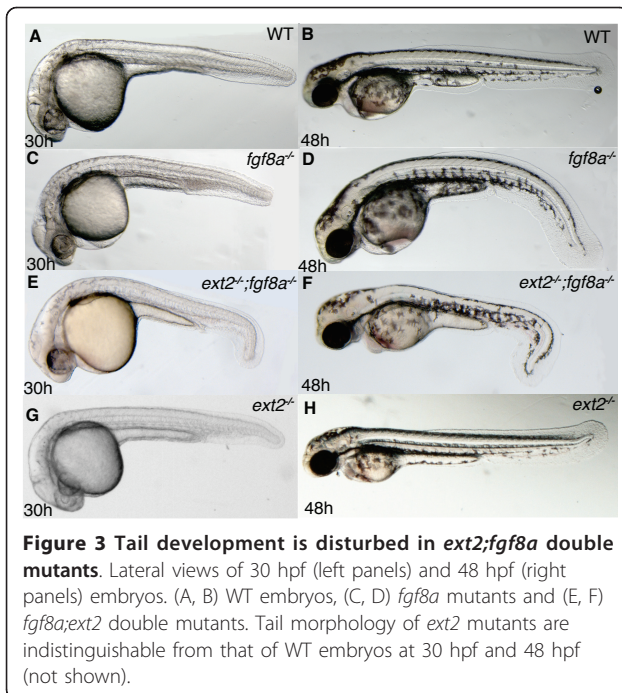 A WT
30h
B WT
48h
C fgf8a-/-
30h
D fgf8a-/-
48h
E ext2-/-;fgf8a-/-
30h
F ext2-/-;fgf8a-/-
48h
G ext2-/-
30h
H ext2-/-
48h
Figure 3 Tail development is disturbed in ext2;fgf8a double
mutants. Lateral views of 30 hpf (left panels) and 48 hpf (right
panels) embryos. (A, B) WT embryos, (C, D) fgf8a mutants and (E, F)
fgf8a;ext2 double mutants. Tail morphology of ext2 mutants are
indistinguishable from that of WT embryos at 30 hpf and 48 hpf
(not shown).